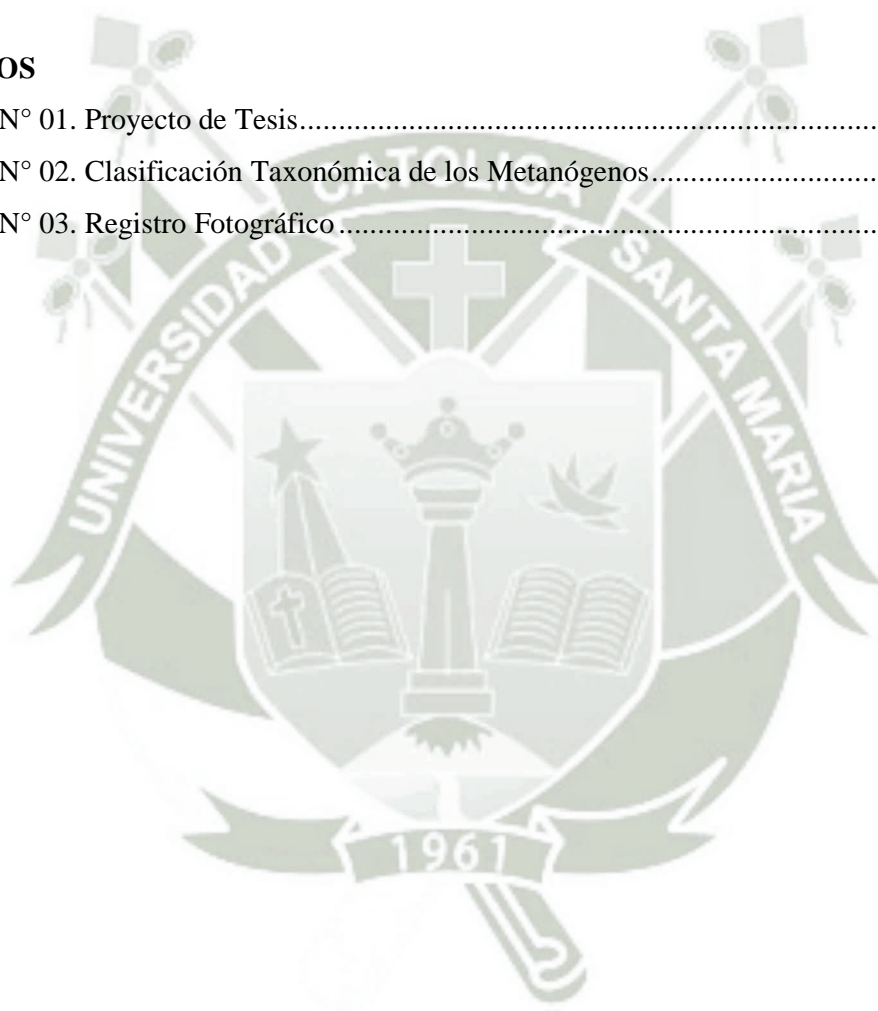 OS
N° 01. Proyecto de Tesis..........................................................................
N° 02. Clasificación Taxonómica de los Metanógenos.............................
N° 03. Registro Fotográfico.....................................................................
UNIVERSIDAD CATOLICA SANTA MARIA
1961